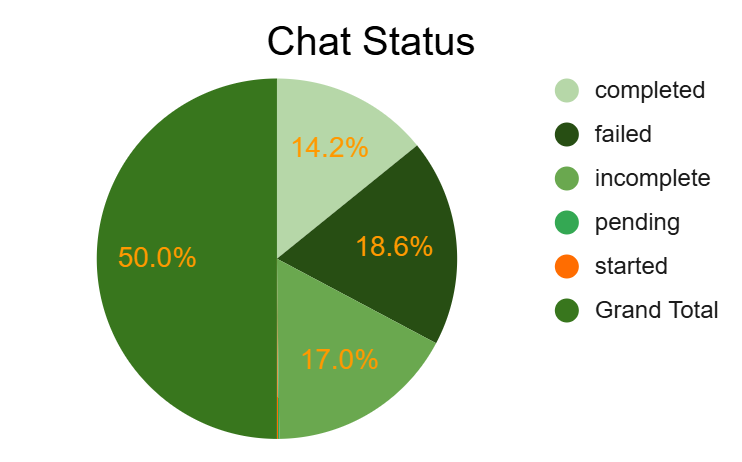 Chat Status
completed
14.2%
failed
incomplete
pending
18.6%
50.0%
started
Grand Total
17.0%